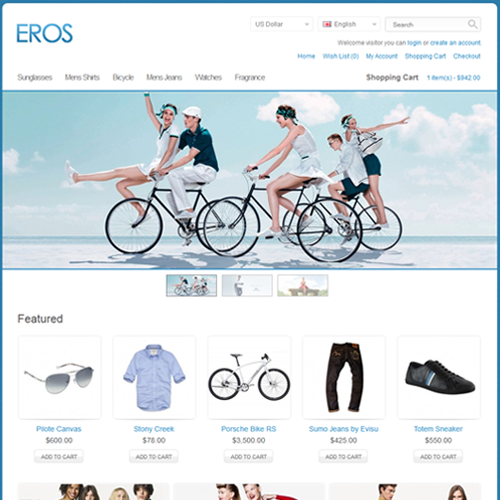 EROS
US Dollar
English
Search
Welcome visitor you can login or create an account.
Home Wish List (0) My Account Shopping Cart Checkout
Sunglasses Mens Shirts Bicycle Mens Jeans Watches Fragrance
Shopping Cart 1 item(s) - $942.00
Featured
Pilote Canvas Stony Creek Porsche Bike RS Sumo Jeans by Evisu Totem Sneaker
$600.00 $78.00 $3,500.00 $425.00 $550.00
ADD TO CART ADD TO CART ADD TO CART ADD TO CART ADD TO CART